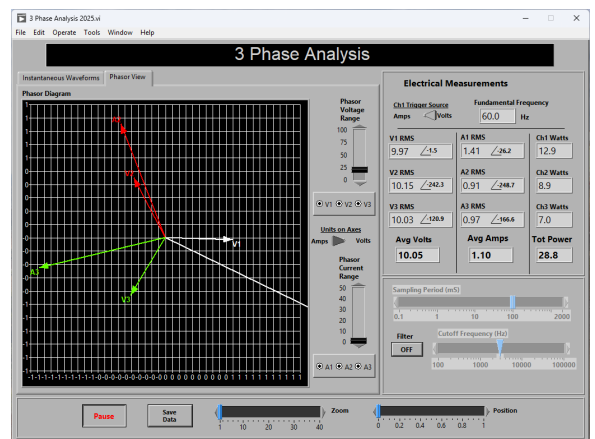 3 Phase Analysis 2025.vi
File Edit Operate Tools Window Help
3 Phase Analysis
Instantaneous Waveforms Phasor View
Phasor Diagram
V1
A3
V3
Phasor
Voltage
Range
100
75
50
25
0
V1 V2 V3
Units on Axes
Amps Volts
Phasor
Current
Range
50
40
30
20
10
0
A1 A2 A3
Electrical Measurements
Ch1 Trigger Source Fundamental Frequency
Amps Volts 60.0 Hz
V1 RMS A1 RMS Ch1 Watts
9.97 -1.5 1.41 -26.2 12.9
V2 RMS A2 RMS Ch2 Watts
10.15 -242.3 0.91 -248.7 8.9
V3 RMS A3 RMS Ch3 Watts
10.03 -120.9 0.97 -166.6 7.0
Avg Volts Avg Amps Tot Power
10.05 1.10 28.8
Sampling Period (mS)
0.1 1 10 100 2000
Filter Cutoff Frequency (Hz)
OFF
100 1000 10000 100000
Pause
Save
Data
Zoom
1 10 20 30 40
Position
0 0.2 0.4 0.6 0.8 1